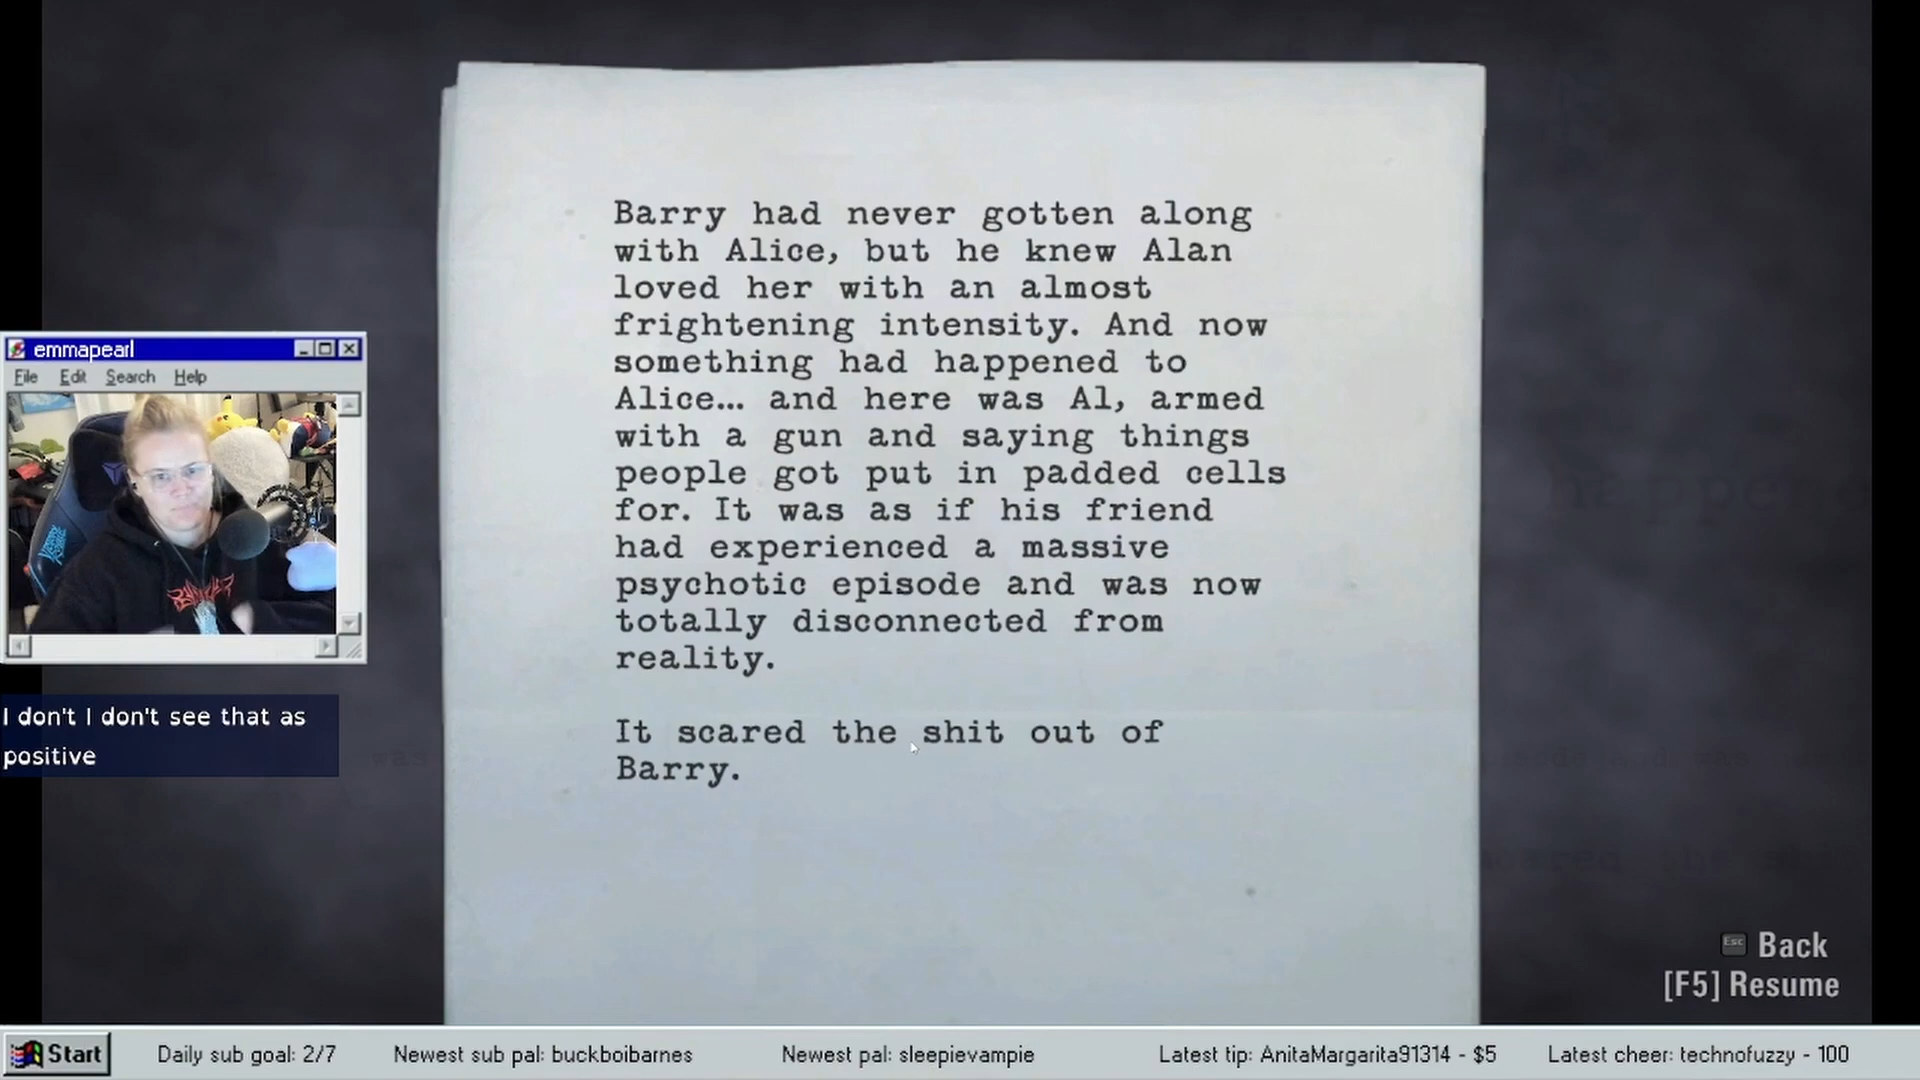 Barry had never gotten along
with Alice, but he knew Alan
loved her with an almost
frightening intensity. And now
something had happened to
Alice... and here was Al, armed
with a gun and saying things
people got put in padded cells
for. It was as if his friend
had experienced a massive
psychotic episode and was now
totally disconnected from
reality.
It scared the shit out of
Barry.
emmapearl
File Edit Search Help
I don't I don't see that as
positive
Esc Back
[F5] Resume
Start Daily sub goal: 2/7 Newest sub pal: buckboibarnes Newest pal: sleepievampie Latest tip: AnitaMargarita91314 - $5 Latest cheer: technofuzzy - 100